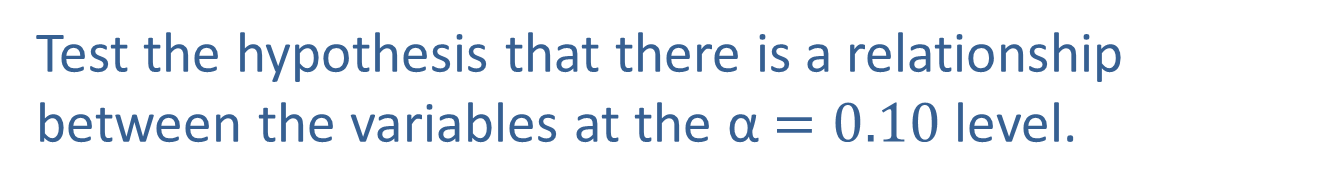 Test the hypothesis that there is a relationship
between the variables at the α = 0.10 level.